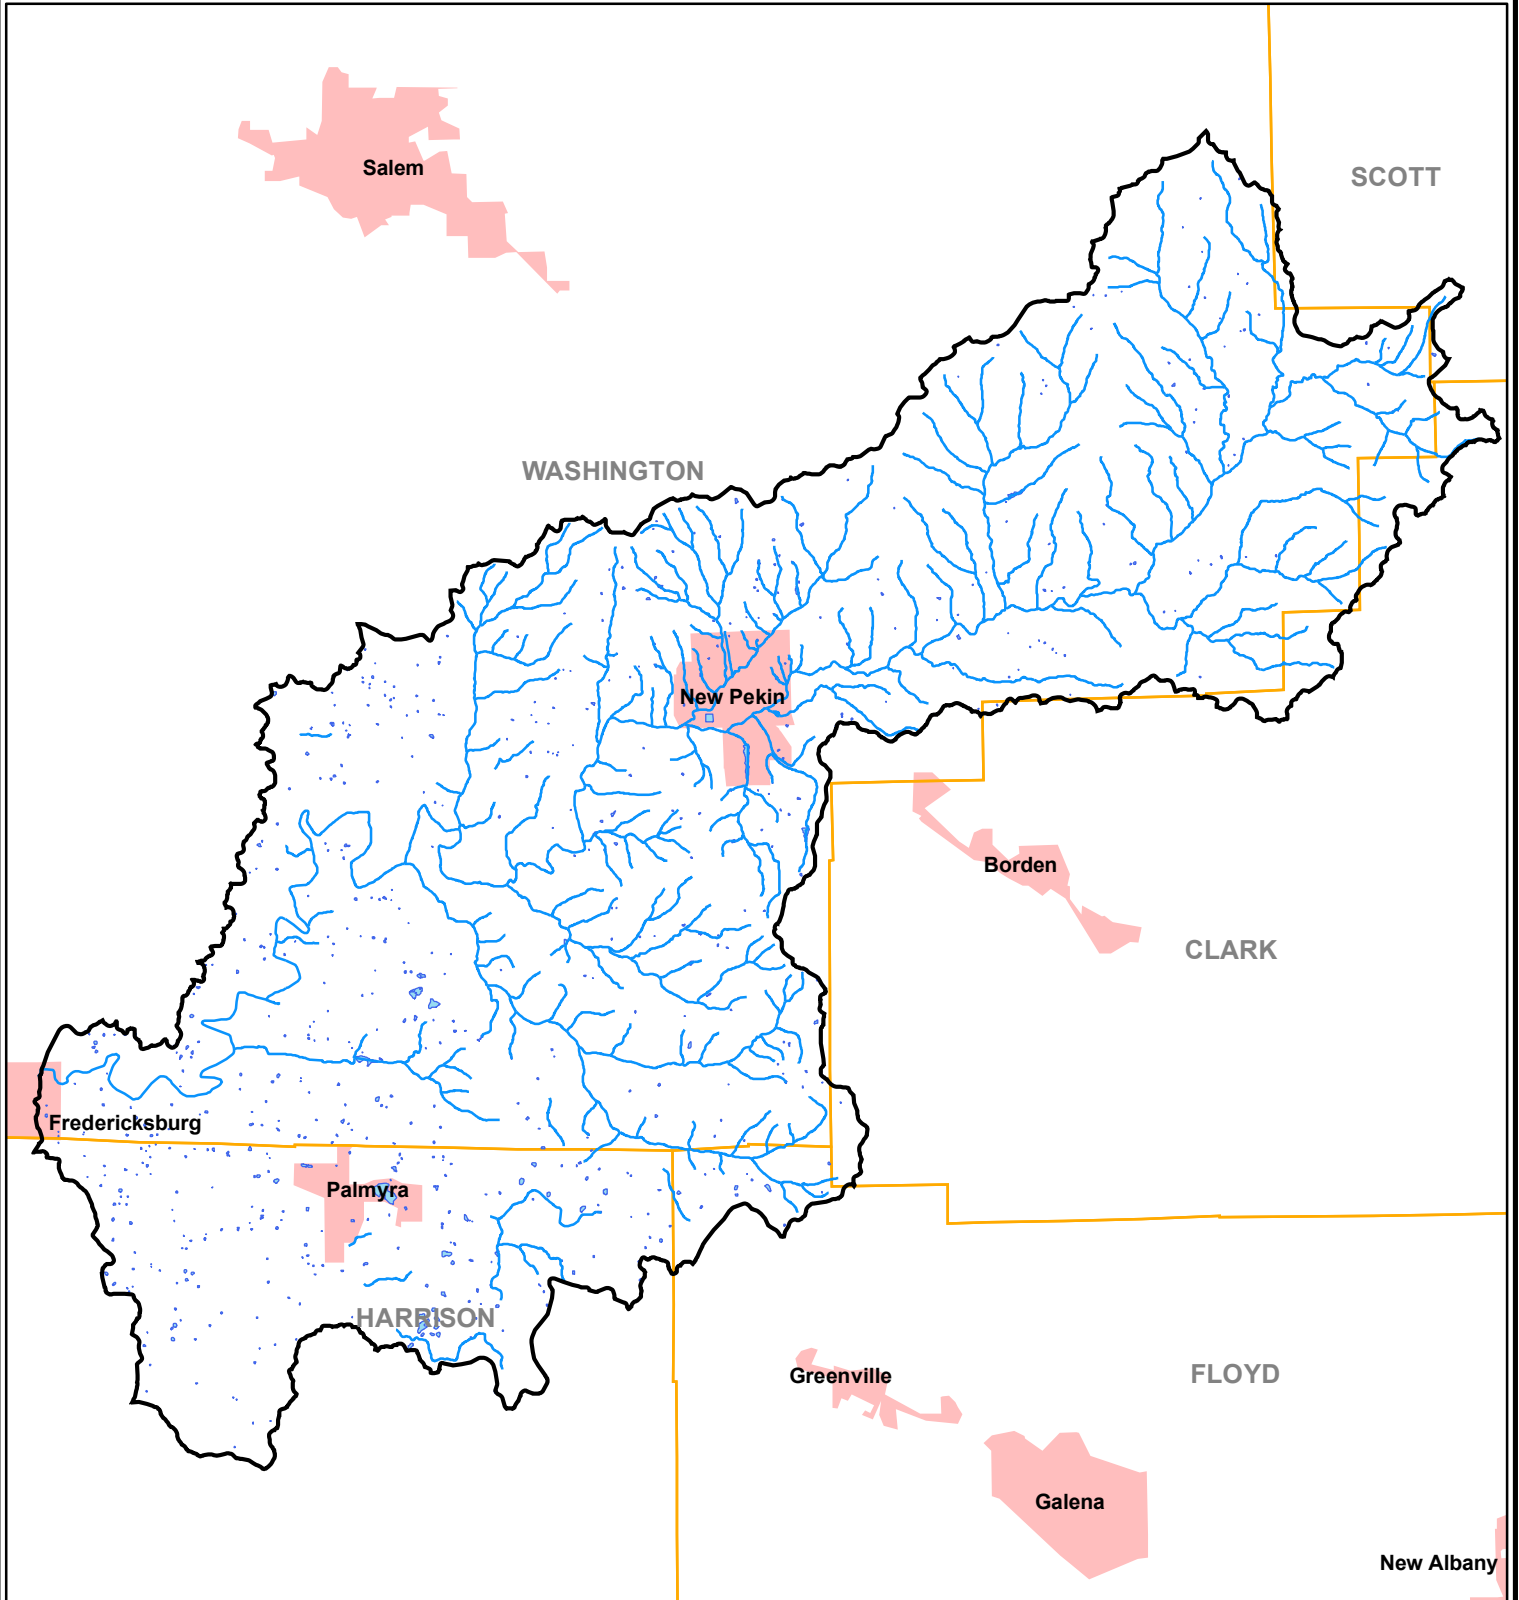 Salem
SCOTT
WASHINGTON
New Pekin
Borden
CLARK
Fredericksburg
Palmyra
HARRISON
Greenville
FLOYD
Galena
New Albany